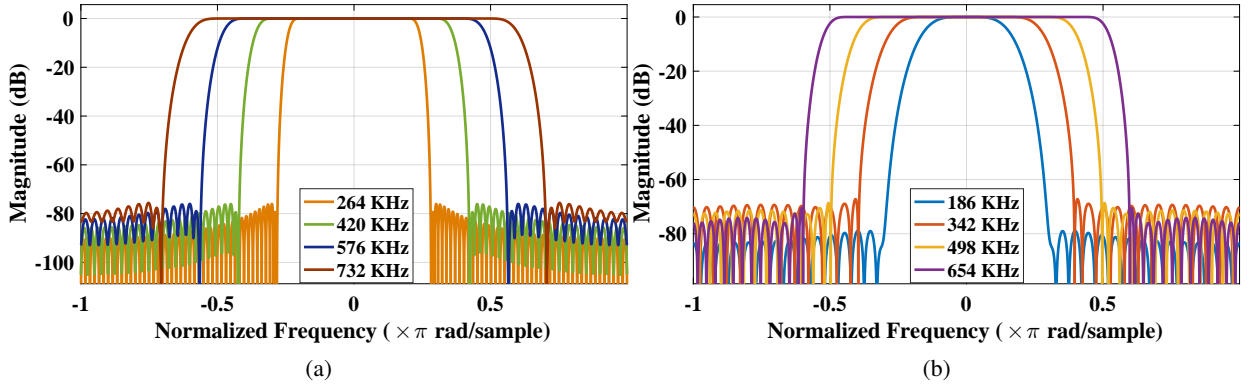 0
-20
-40
-60
-80
-100
Magnitude (dB)
-1
-0.5
0
0.5
Normalized Frequency ( × π rad/sample)
264 KHz
420 KHz
576 KHz
732 KHz
(a)
0
-20
-40
-60
-80
Magnitude (dB)
-1
-0.5
0
0.5
Normalized Frequency ( × π rad/sample)
186 KHz
342 KHz
498 KHz
654 KHz
(b)